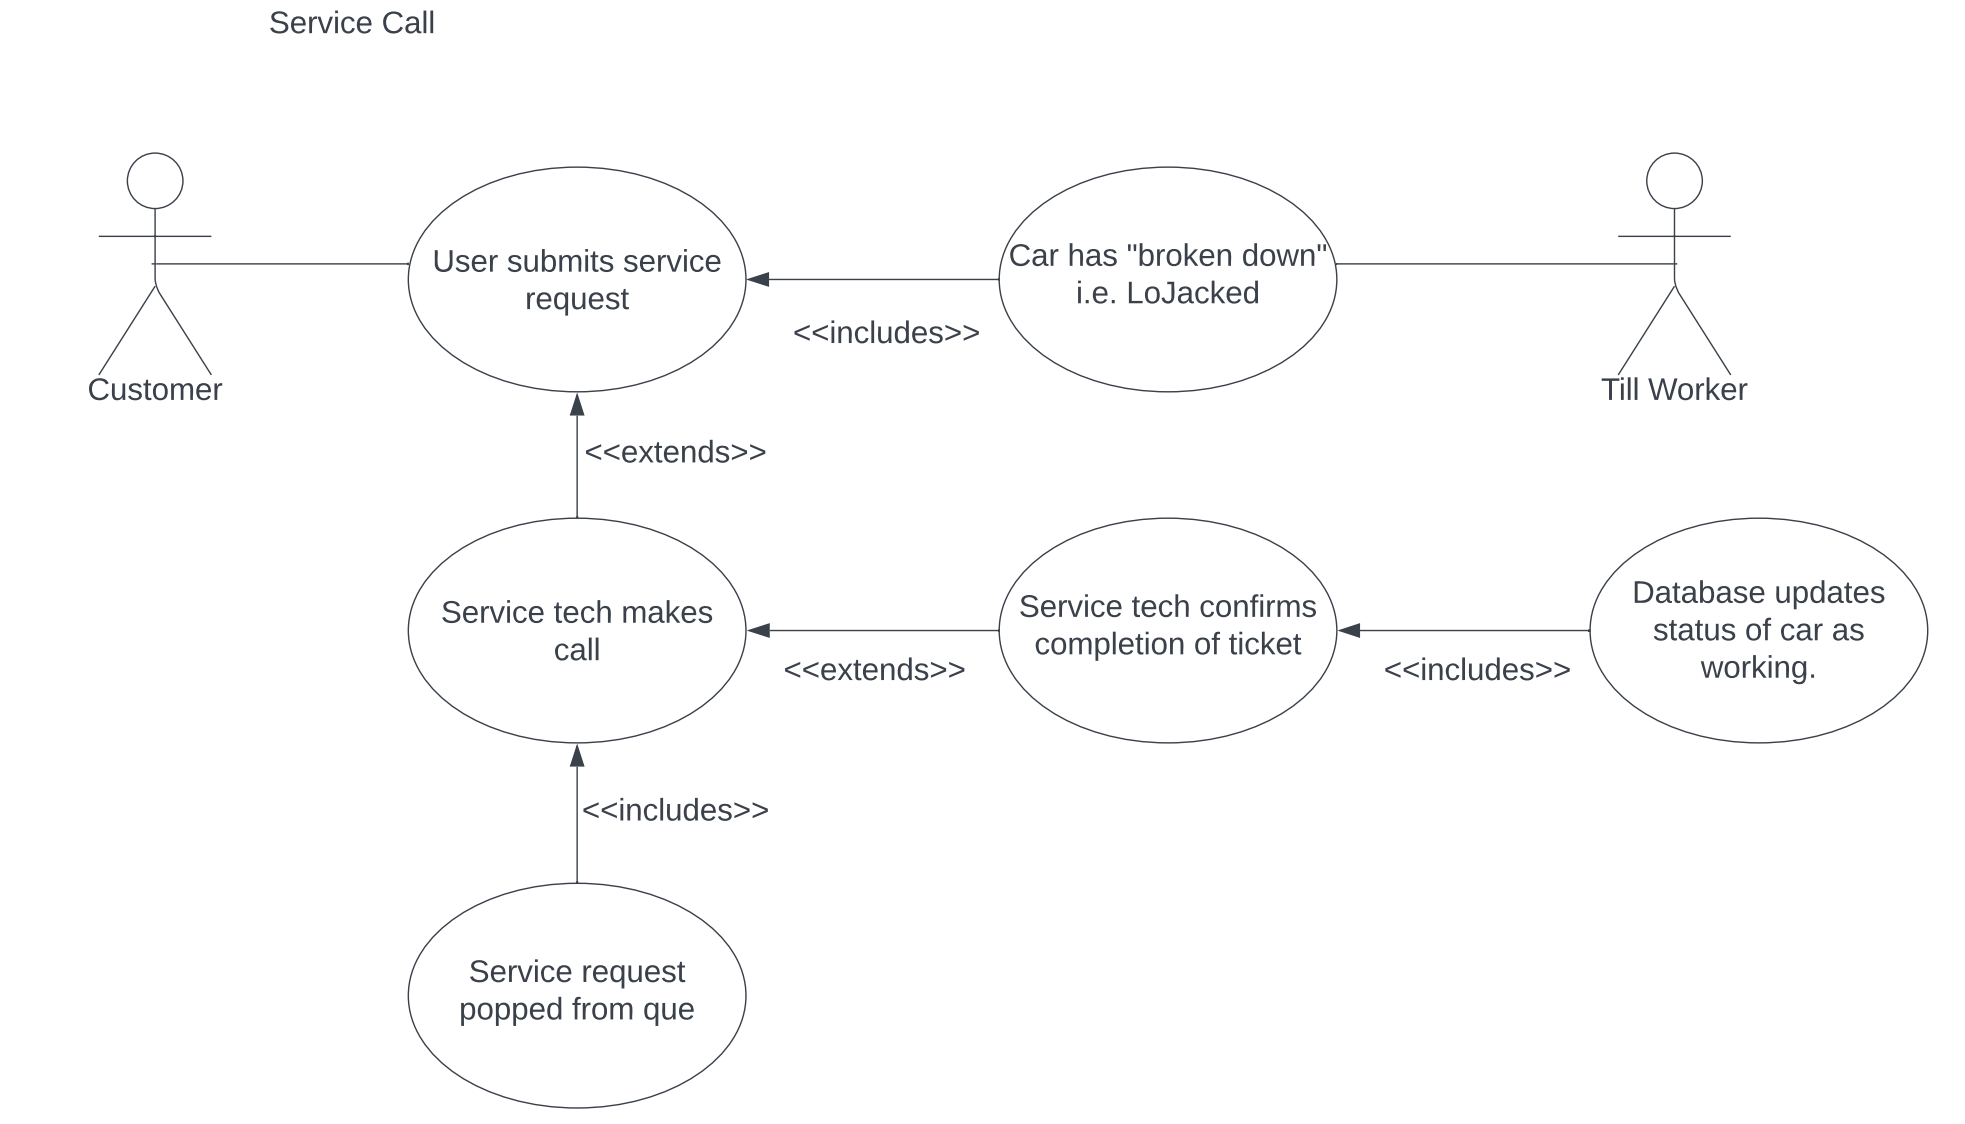 Service Call
User submits service
request
Car has "broken down"
i.e. LoJacked
<<includes>>
Customer
Till Worker
<<extends>>
Service tech makes
call
Service tech confirms
completion of ticket
Database updates
status of car as
working.
<<extends>>
<<includes>>
<<includes>>
Service request
popped from que